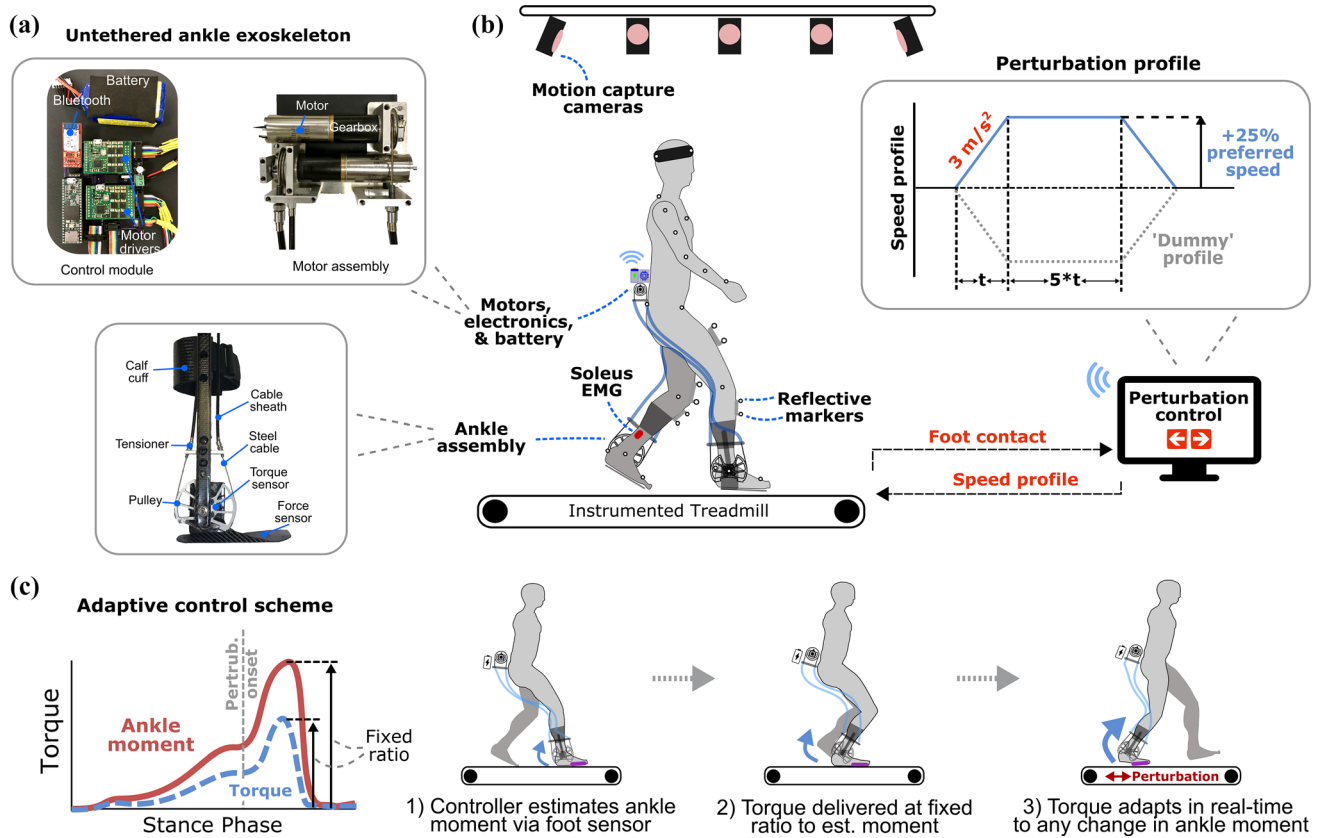 (a)
Untethered ankle exoskeleton
Battery
Bluetooth
Motor
drivers
Control module
Motor
Gearbox
Motor assembly
Calf
cuff
Cable
sheath
Tensioner
Steel
cable
Torque
sensor
Pulley
Force
sensor
(b)
Motion capture
cameras
Motors,
electronics,
& battery
Soleus
EMG
Ankle
assembly
Reflective
markers
Instrumented Treadmill
Perturbation profile
Speed profile
3 m/s²
+25%
preferred
speed
'Dummy'
profile
t
5*t
Perturbation
control
Foot contact
Speed profile
(c)
Adaptive control scheme
Torque
Pertrub.
onset
Ankle
moment
Torque
Fixed
ratio
Stance Phase
1) Controller estimates ankle
moment via foot sensor
2) Torque delivered at fixed
ratio to est. moment
Perturbation
3) Torque adapts in real-time
to any change in ankle moment